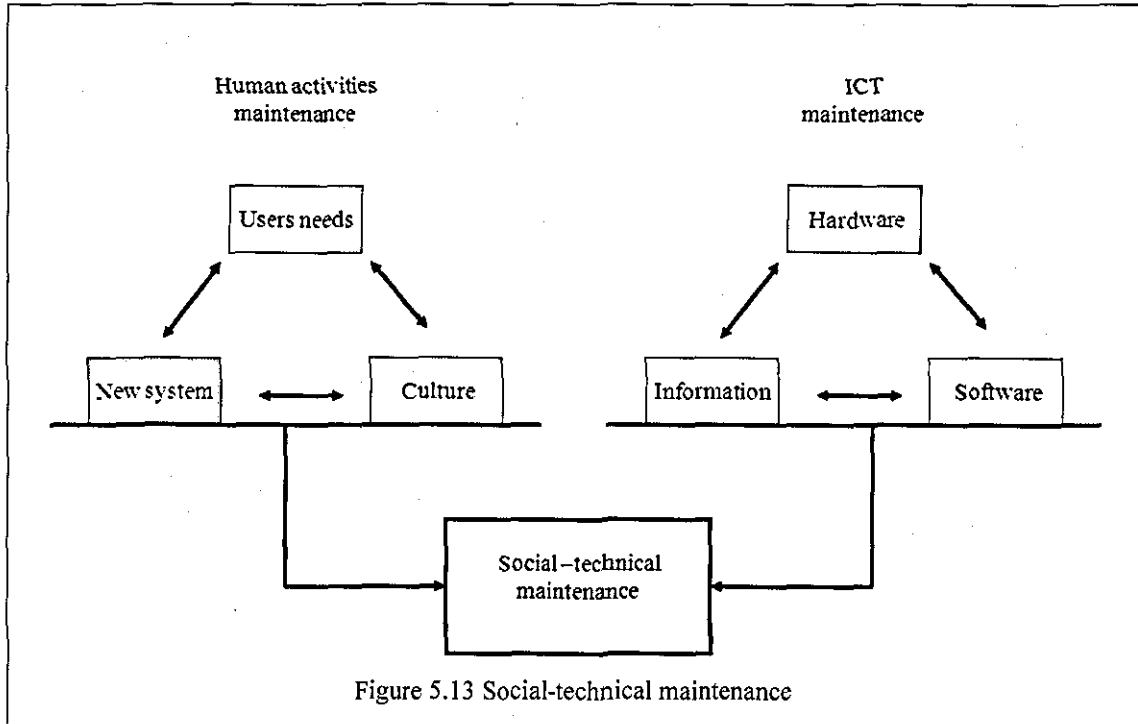 Human activities
maintenance
ICT
maintenance
Users needs
Hardware
New system
Culture
Information
Software
Social–technical
maintenance
Figure 5.13 Social-technical maintenance